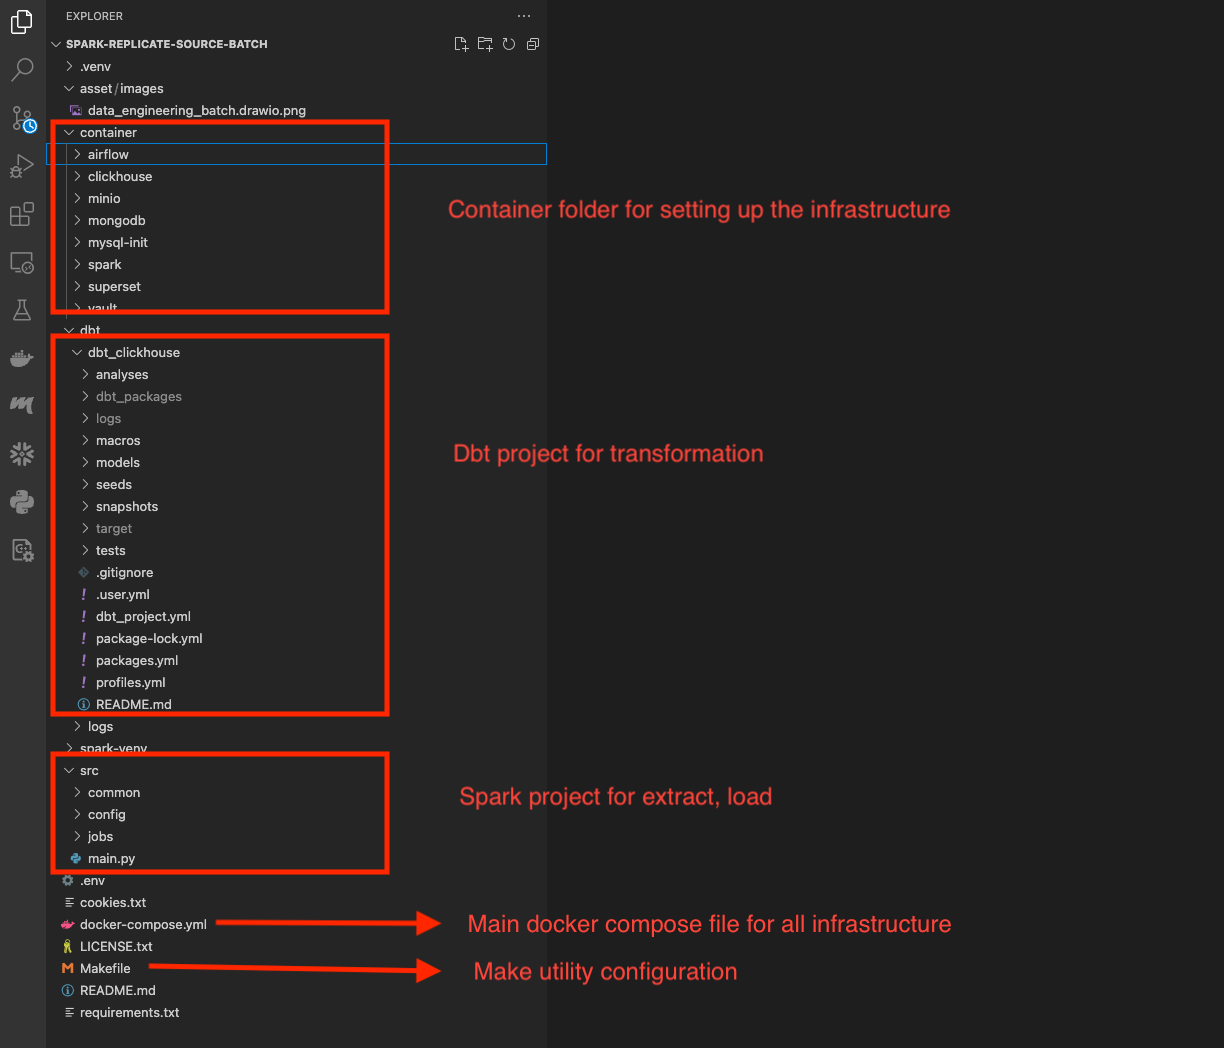 EXPLORER
SPARK-REPLICATE-SOURCE-BATCH
.venv
asset/images
data_engineering_batch.drawio.png
container
airflow
clickhouse
minio
mongodb
mysql-init
spark
superset
vault
Container folder for setting up the infrastructure
dbt
dbt_clickhouse
analyses
dbt_packages
logs
macros
models
seeds
snapshots
target
tests
.gitignore
.user.yml
dbt_project.yml
package-lock.yml
packages.yml
profiles.yml
README.md
Dbt project for transformation
logs
spark-venv
src
common
config
jobs
main.py
Spark project for extract, load
.env
cookies.txt
docker-compose.yml
Main docker compose file for all infrastructure
LICENSE.txt
Makefile
Make utility configuration
README.md
requirements.txt